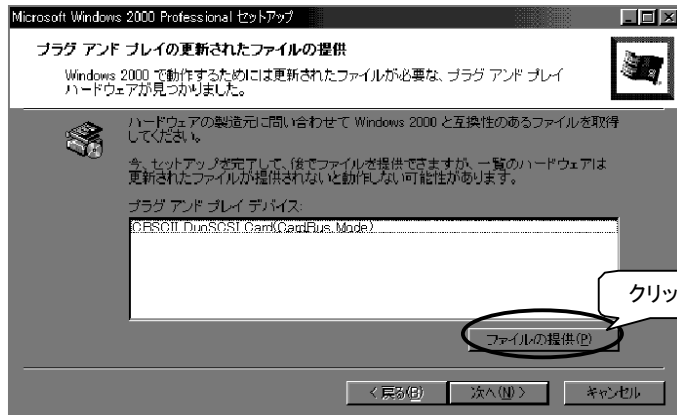 Microsoft Windows 2000 Professional セットアップ
プラグ アンド プレイの更新されたファイルの提供
Windows 2000 で動作するためには更新されたファイルが必要な、プラグ アンド プレイ
ハードウェアが見つかりました。
ハードウェアの製造元に問い合わせて Windows 2000 と互換性のあるファイルを取得
してください。
今、セットアップを完了して、後でファイルを提供できますが、一覧のハードウェアは
更新されたファイルが提供されないと動作しない可能性があります。
プラグ アンド プレイ デバイス:
CBSCII DuoSCSI Card(CardBus Mode)
クリッ
ファイルの提供(P)
< 戻る(B)
次へ(N) >
キャンセル